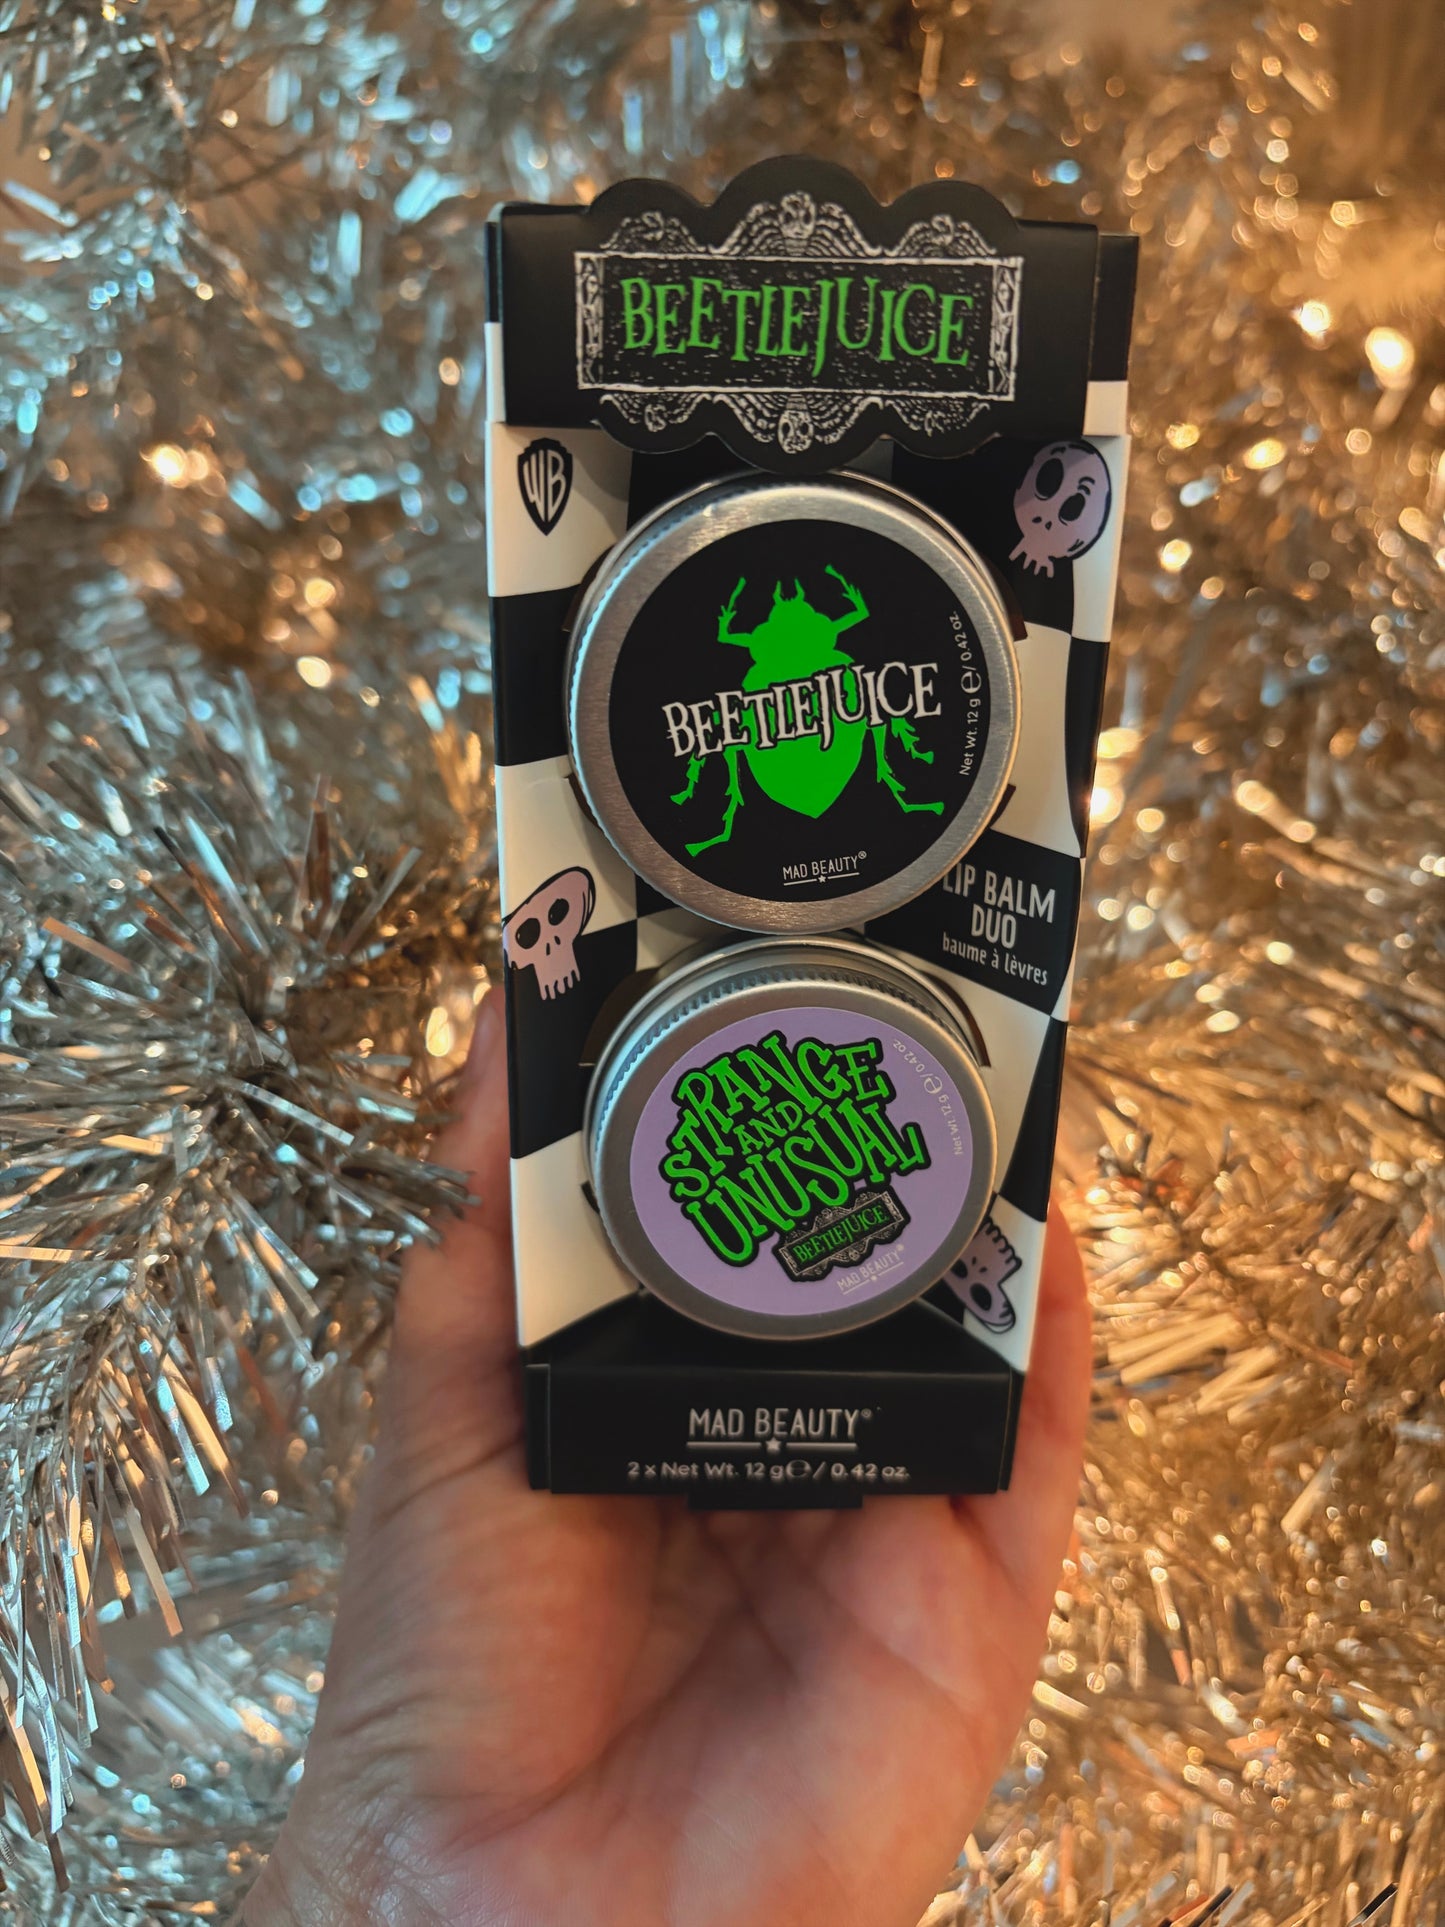 BEETLEJUICE
WB
BEETLEJUICE
Net Wt. 12 g ℮/ 0.42 oz.
MAD BEAUTY®
LIP BALM
DUO
baume à lèvres
STRANGE
AND
UNUSUAL
BEETLEJUICE
MAD BEAUTY®
Net Wt. 12 g ℮/ 0.42 oz.
MAD BEAUTY®
2 x Net Wt. 12 g℮ / 0.42 oz.